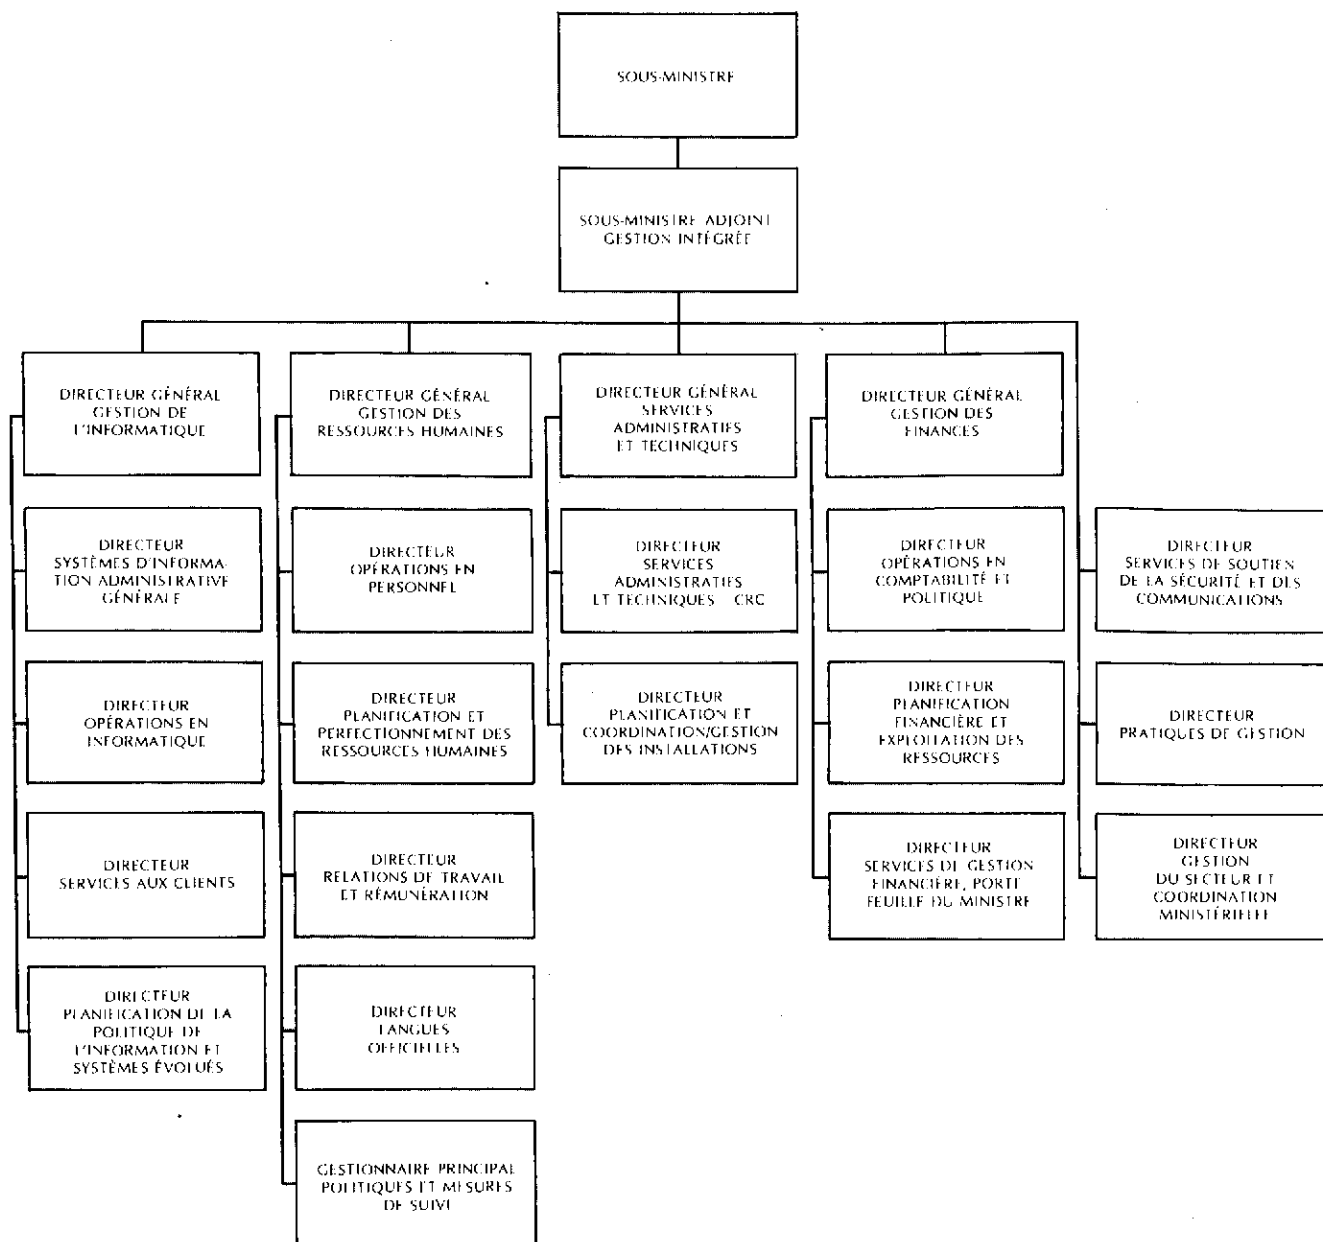 SOUS-MINISTRE
SOUS-MINISTRE ADJOINT
GESTION INTÉGRÉE
DIRECTEUR GÉNÉRAL
GESTION DE
L'INFORMATIQUE
DIRECTEUR
SYSTÈMES D'INFORMA-
TION ADMINISTRATIVE
GÉNÉRALE
DIRECTEUR
OPÉRATIONS EN
INFORMATIQUE
DIRECTEUR
SERVICES AUX CLIENTS
DIRECTEUR
PLANIFICATION DE LA
POLITIQUE DE
L'INFORMATION ET
SYSTÈMES ÉVOLUÉS
DIRECTEUR GÉNÉRAL
GESTION DES
RESSOURCES HUMAINES
DIRECTEUR
OPÉRATIONS EN
PERSONNEL
DIRECTEUR
PLANIFICATION ET
PERFECTIONNEMENT DES
RESSOURCES HUMAINES
DIRECTEUR
RELATIONS DE TRAVAIL
ET RÉMUNÉRATION
DIRECTEUR
LANGUES
OFFICIELLES
GESTIONNAIRE PRINCIPAL
POLITIQUES ET MESURES
DE SUIVI
DIRECTEUR GÉNÉRAL
SERVICES
ADMINISTRATIFS
ET TECHNIQUES
DIRECTEUR
SERVICES
ADMINISTRATIFS
ET TECHNIQUES CRC
DIRECTEUR
PLANIFICATION ET
COORDINATION/GESTION
DES INSTALLATIONS
DIRECTEUR GÉNÉRAL
GESTION DES
FINANCES
DIRECTEUR
OPÉRATIONS EN
COMPTABILITÉ ET
POLITIQUE
DIRECTEUR
PLANIFICATION
FINANCIÈRE ET
EXPLOITATION DES
RESSOURCES
DIRECTEUR
SERVICES DE GESTION
FINANCIÈRE, PORTE
FEUILLE DU MINISTRE
DIRECTEUR
SERVICES DE SOUTIEN
DE LA SÉCURITÉ ET DES
COMMUNICATIONS
DIRECTEUR
PRATIQUES DE GESTION
DIRECTEUR
GESTION
DU SECTEUR ET
COORDINATION
MINISTÉRIELLE